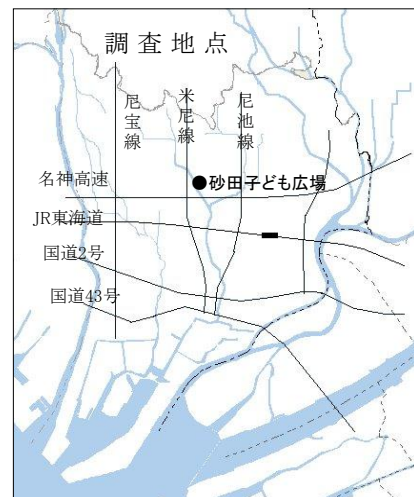 調査地点
尼宝線
米尼線
尼池線
砂田子ども広場
名神高速
JR東海道
国道2号
国道43号